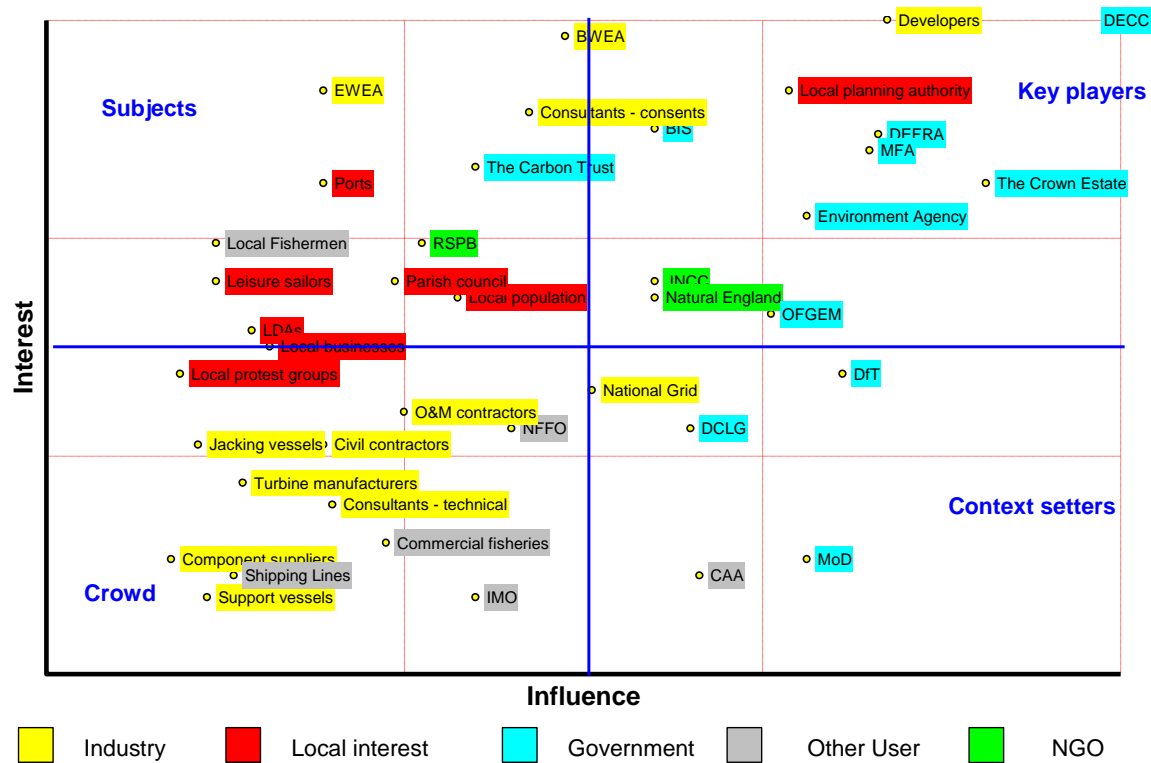 Developers
DECC
BWEA
EWEA
Local planning authority
Key players
Subjects
Consultants - consents
BIS
DEFRA
MFA
The Carbon Trust
Ports
The Crown Estate
Environment Agency
Local Fishermen
RSPB
Leisure sailors
Parish council
JNCC
Local population
Natural England
OFGEM
LDAs
Local businesses
Interest
Local protest groups
DfT
National Grid
O&M contractors
NFFO
DCLG
Jacking vessels
Civil contractors
Turbine manufacturers
Consultants - technical
Context setters
Commercial fisheries
Component suppliers
MoD
Shipping Lines
CAA
Crowd
Support vessels
IMO
Influence
Industry
Local interest
Government
Other User
NGO